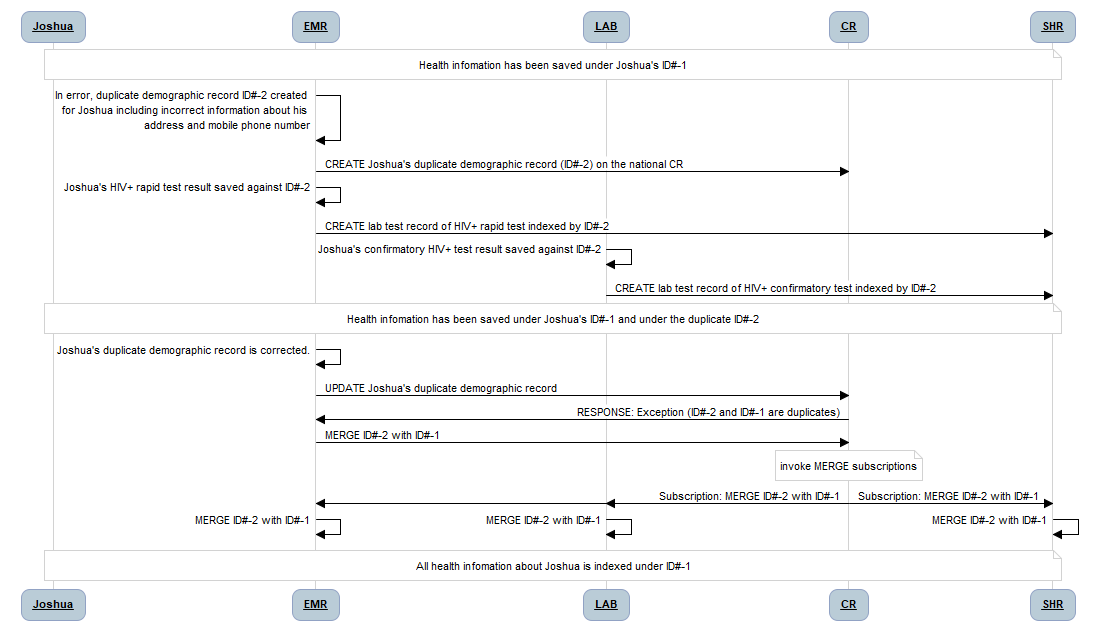 Joshua EMR LAB CR SHR
Health infomation has been saved under Joshua's ID#-1
In error, duplicate demographic record ID#-2 created
for Joshua including incorrect information about his
address and mobile phone number
CREATE Joshua's duplicate demographic record (ID#-2) on the national CR
Joshua's HIV+ rapid test result saved against ID#-2
CREATE lab test record of HIV+ rapid test indexed by ID#-2
Joshua's confirmatory HIV+ test result saved against ID#-2
CREATE lab test record of HIV+ confirmatory test indexed by ID#-2
Health infomation has been saved under Joshua's ID#-1 and under the duplicate ID#-2
Joshua's duplicate demographic record is corrected.
UPDATE Joshua's duplicate demographic record
RESPONSE: Exception (ID#-2 and ID#-1 are duplicates)
MERGE ID#-2 with ID#-1
invoke MERGE subscriptions
Subscription: MERGE ID#-2 with ID#-1 Subscription: MERGE ID#-2 with ID#-1
MERGE ID#-2 with ID#-1 MERGE ID#-2 with ID#-1 MERGE ID#-2 with ID#-1
All health infomation about Joshua is indexed under ID#-1
Joshua EMR LAB CR SHR